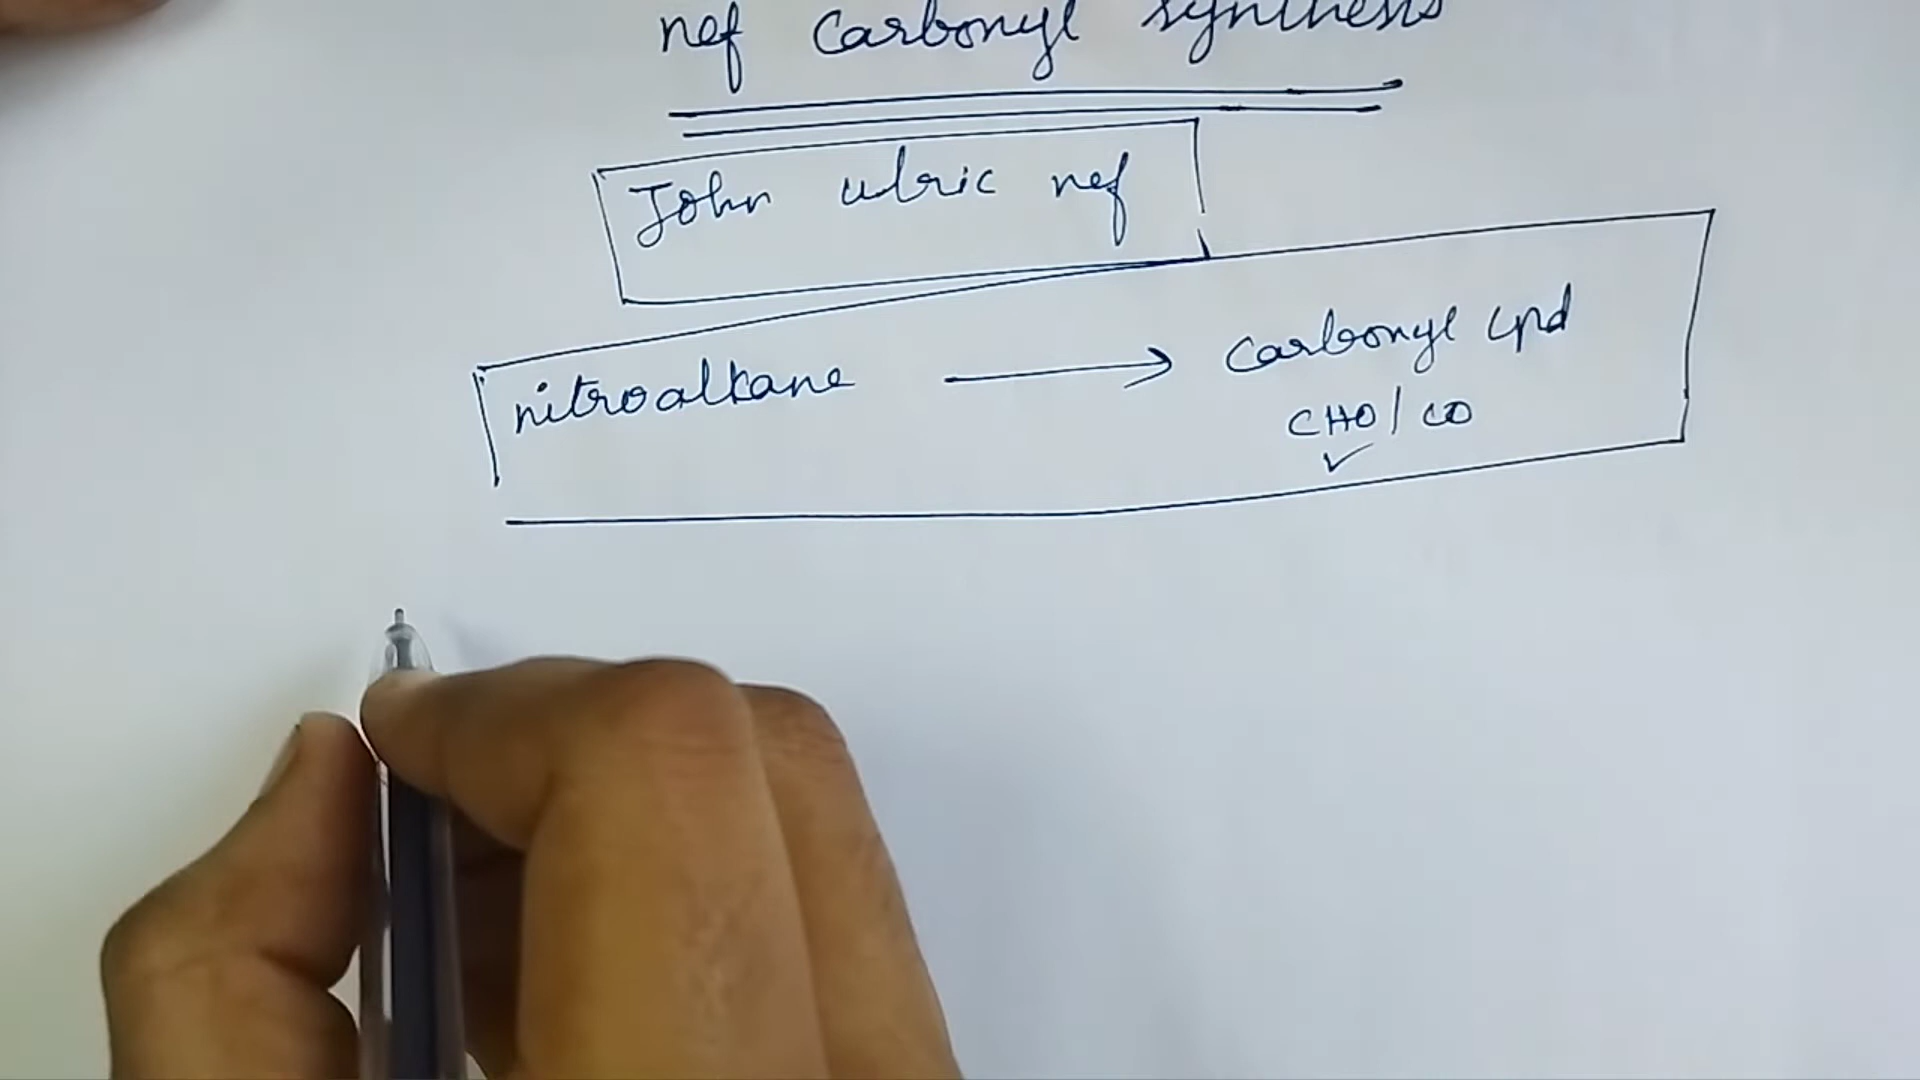 nef carbonyl synthesis
John ulric nef
nitroalkane → carbonyl cpd
CHO / CO